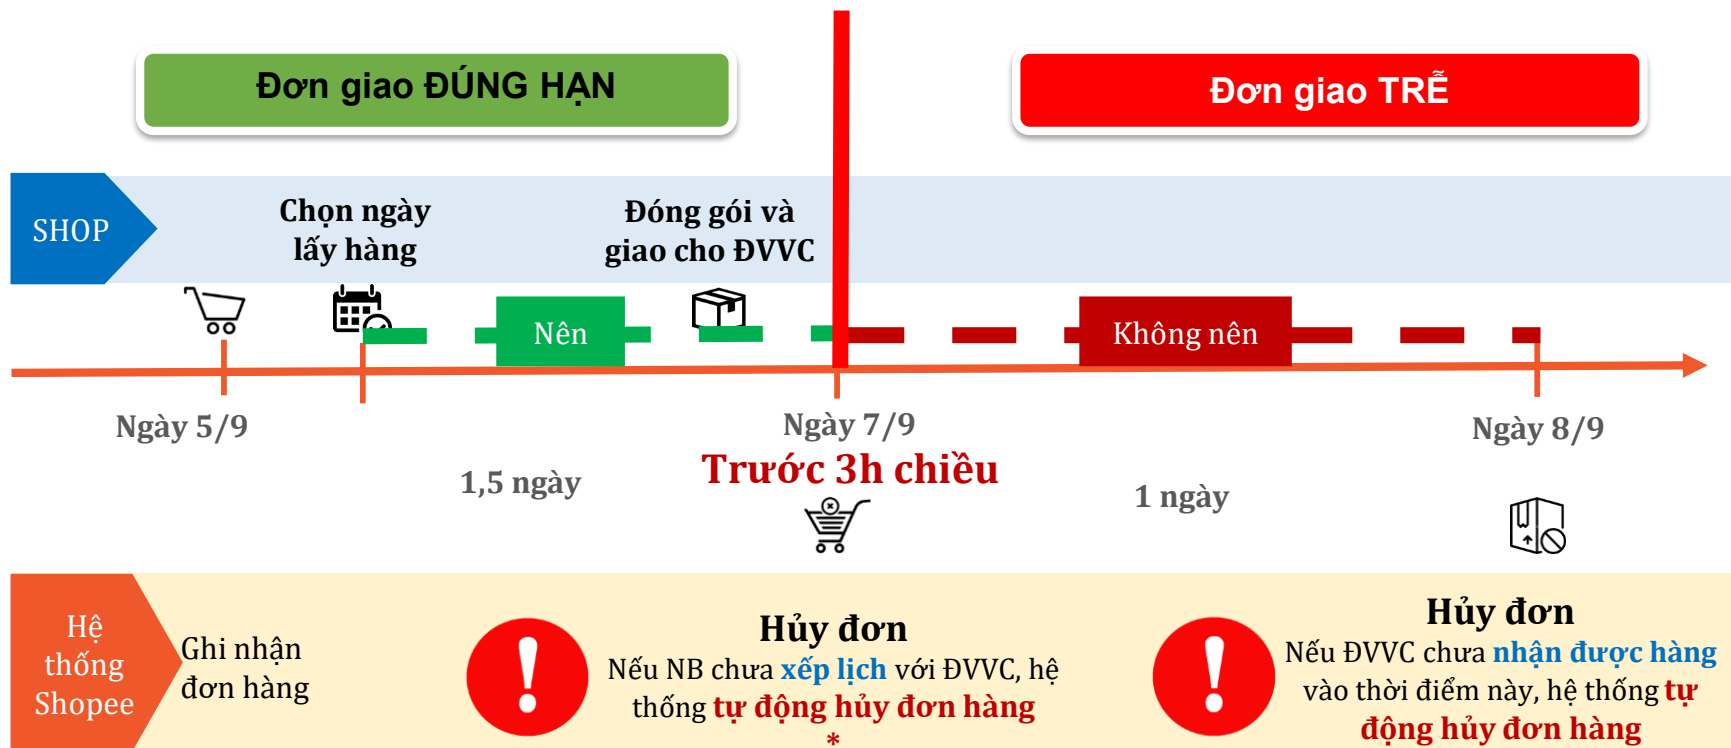 Đơn giao ĐÚNG HẠN
Đơn giao TRỄ
SHOP
Chọn ngày
lấy hàng
Đóng gói và
giao cho ĐVVC
Nên
Không nên
Ngày 5/9
Ngày 7/9
Trước 3h chiều
Ngày 8/9
1,5 ngày
1 ngày
Hệ
thống
Shopee
Ghi nhận
đơn hàng
Hủy đơn
Nếu NB chưa xếp lịch với ĐVVC, hệ
thống tự động hủy đơn hàng
*
Hủy đơn
Nếu ĐVVC chưa nhận được hàng
vào thời điểm này, hệ thống tự
động hủy đơn hàng